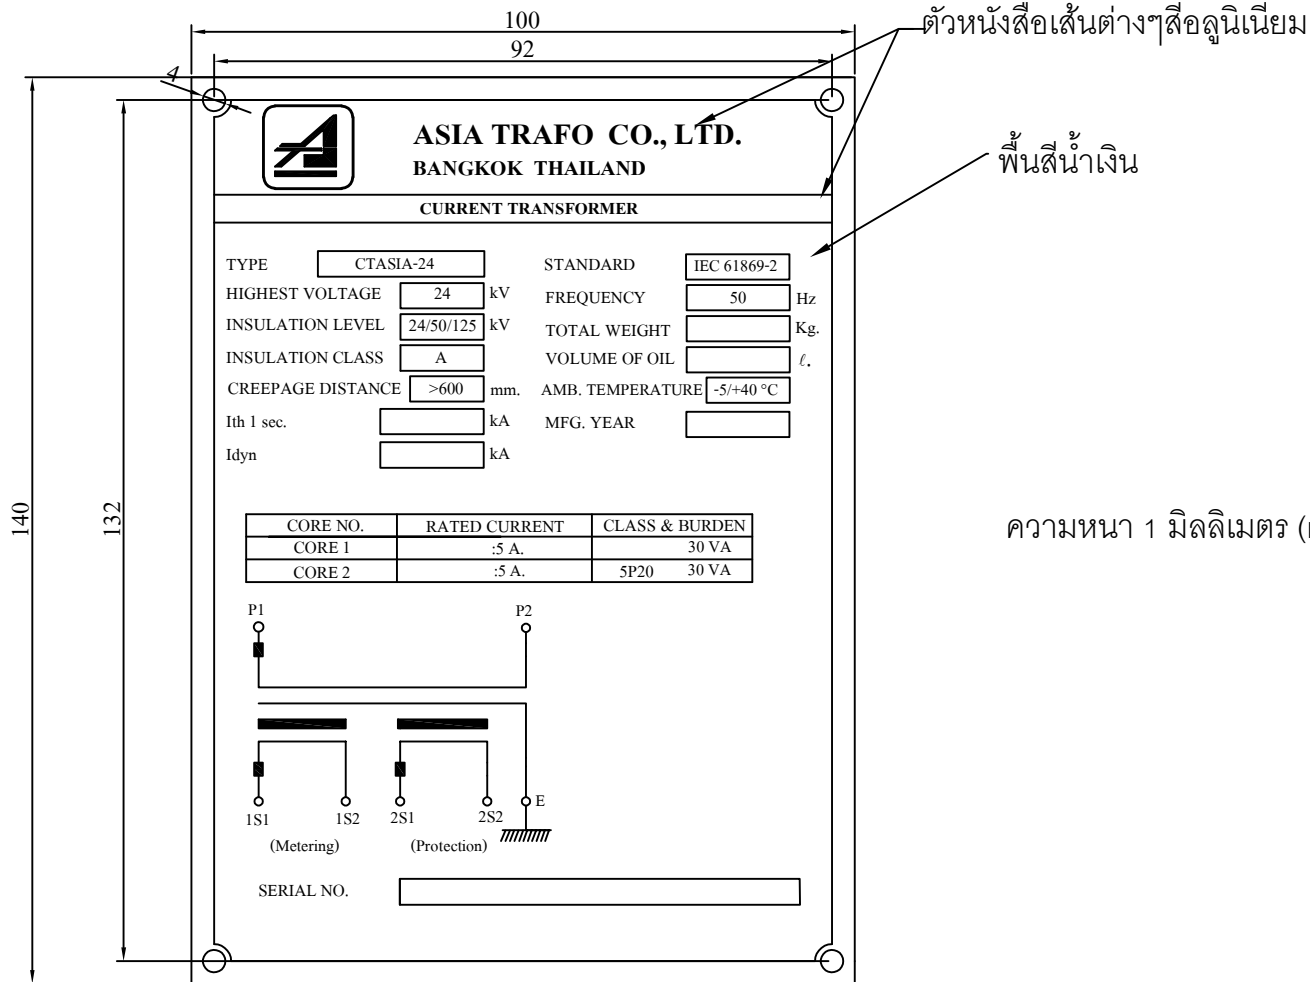 100
ตัวหนังสือเส้นต่างๆสีอลูนิเนียม
92
4
ASIA TRAFO CO., LTD.
BANGKOK THAILAND
พื้นสีน้ำเงิน
CURRENT TRANSFORMER
TYPE CTASIA-24 STANDARD IEC 61869-2
HIGHEST VOLTAGE 24 kV FREQUENCY 50 Hz
INSULATION LEVEL 24/50/125 kV TOTAL WEIGHT Kg.
INSULATION CLASS A VOLUME OF OIL ℓ.
CREEPAGE DISTANCE >600 mm. AMB. TEMPERATURE -5/+40 °C
Ith 1 sec. kA MFG. YEAR
Idyn kA
140
132
CORE NO. RATED CURRENT CLASS & BURDEN
ความหนา 1 มิลลิเมตร (
CORE 1 :5 A. 30 VA
CORE 2 :5 A. 5P20 30 VA
P1 P2
E
1S1 1S2 2S1 2S2
(Metering) (Protection)
SERIAL NO.